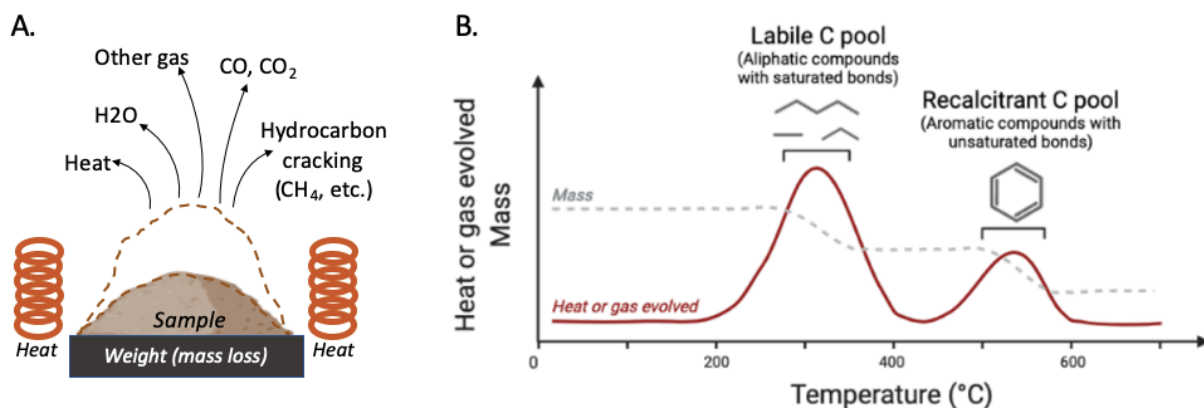 A.
Other gas
CO, CO2
H2O
Heat
Hydrocarbon
cracking
(CH4, etc.)
Sample
Heat
Heat
Weight (mass loss)
B.
Labile C pool
(Aliphatic compounds
with saturated bonds)
Recalcitrant C pool
(Aromatic compounds with
unsaturated bonds)
Heat or gas evolved
Mass
Mass
Heat or gas evolved
0
200
400
600
Temperature (°C)